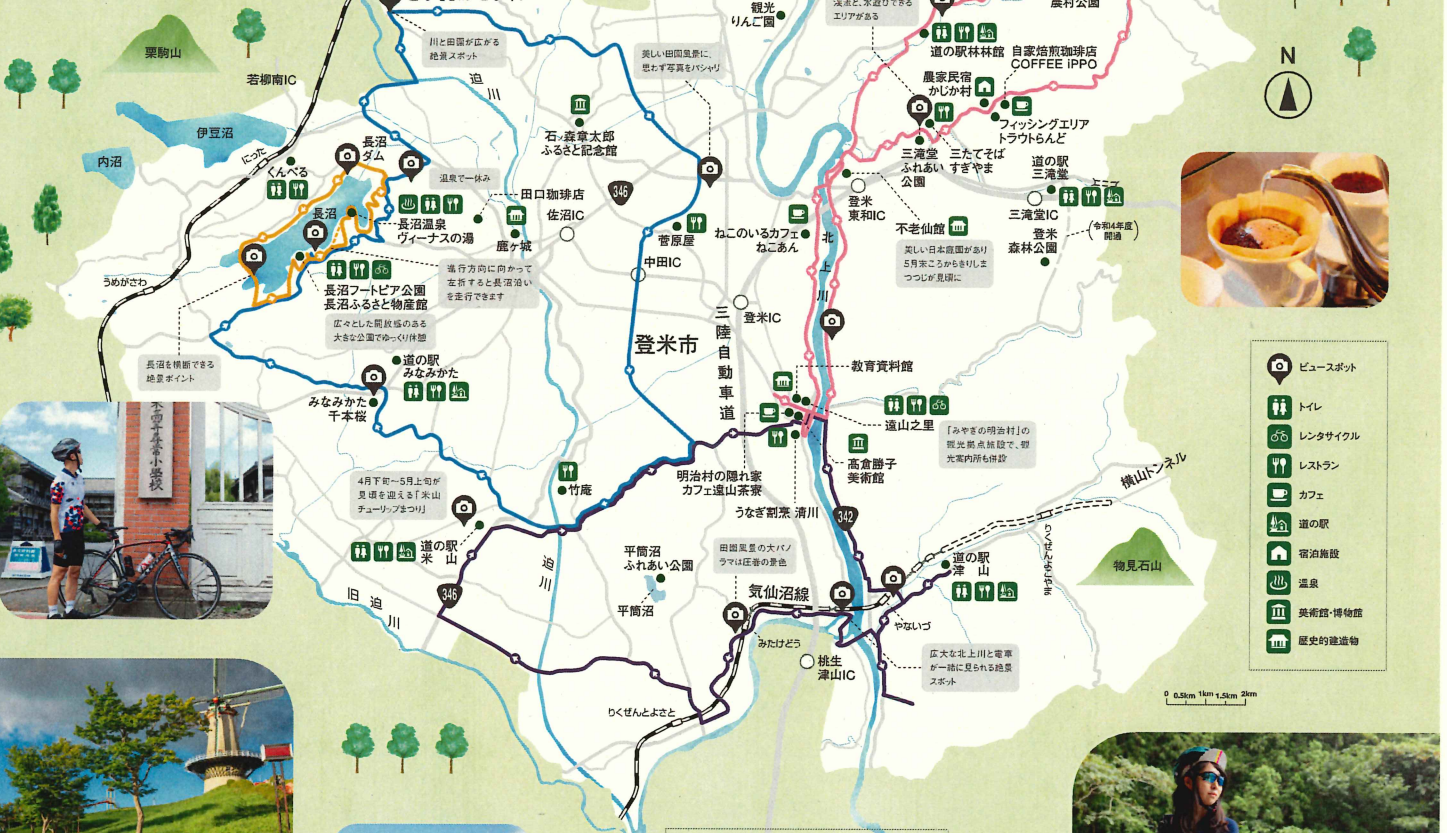 観光
りんご園
渓流と、水遊びできる
エリアがある
農村公園
栗駒山
若柳南IC
川と田園が広がる
絶景スポット
迫川
美しい田園風景に、
思わず写真をパシャリ
道の駅林林館
自家焙煎珈琲店
COFFEE iPPO
農家民宿
かじか村
N
伊豆沼
内沼
にった
くんぺる
長沼
ダム
石ノ森章太郎
ふるさと記念館
フィッシングエリア
トラウトらんど
三滝堂
ふれあい
公園
三たてそば
すぎやま
道の駅
三滝堂
温泉で一休み
田口珈琲店
346
登米
東和IC
三滝堂IC
(令和4年度
開通)
長沼
長沼温泉
ヴィーナスの湯
鹿ヶ城
佐沼IC
菅原屋
ねこのいるカフェ
ねこあん
北上川
不老仙館
登米
森林公園
美しい日本庭園があり
5月末ころからきりしま
つつじが見頃に
うめがさわ
長沼フートピア公園
長沼ふるさと物産館
進行方向に向かって
左折すると長沼沿い
を走行できます
中田IC
広々とした開放感のある
大きな公園でゆっくり休憩
登米IC
三陸自動車道
登米市
長沼を横断できる
絶景ポイント
道の駅
みなみかた
みなみかた
千本桜
教育資料館
遠山之里
「みやぎの明治村」の
観光拠点施設で、観
光案内所も併設
高倉勝子
美術館
明治村の隠れ家
カフェ遠山茶寮
うなぎ割烹 清川
竹庵
4月下旬〜5月上旬が
見頃を迎える「米山
チューリップまつり」
道の駅
米山
342
横山トンネル
りくぜんよこやま
物見石山
迫川
平筒沼
ふれあい公園
平筒沼
田園風景の大パノ
ラマは圧巻の景色
道の駅
津山
346
旧迫川
気仙沼線
みたけどう
やないづ
桃生
津山IC
広大な北上川と電車
が一緒に見られる絶景
スポット
りくぜんとよさと
ビュースポット
トイレ
レンタサイクル
レストラン
カフェ
道の駅
宿泊施設
温泉
美術館・博物館
歴史的建造物
0 0.5km 1km 1.5km 2km
高等尋常小學校